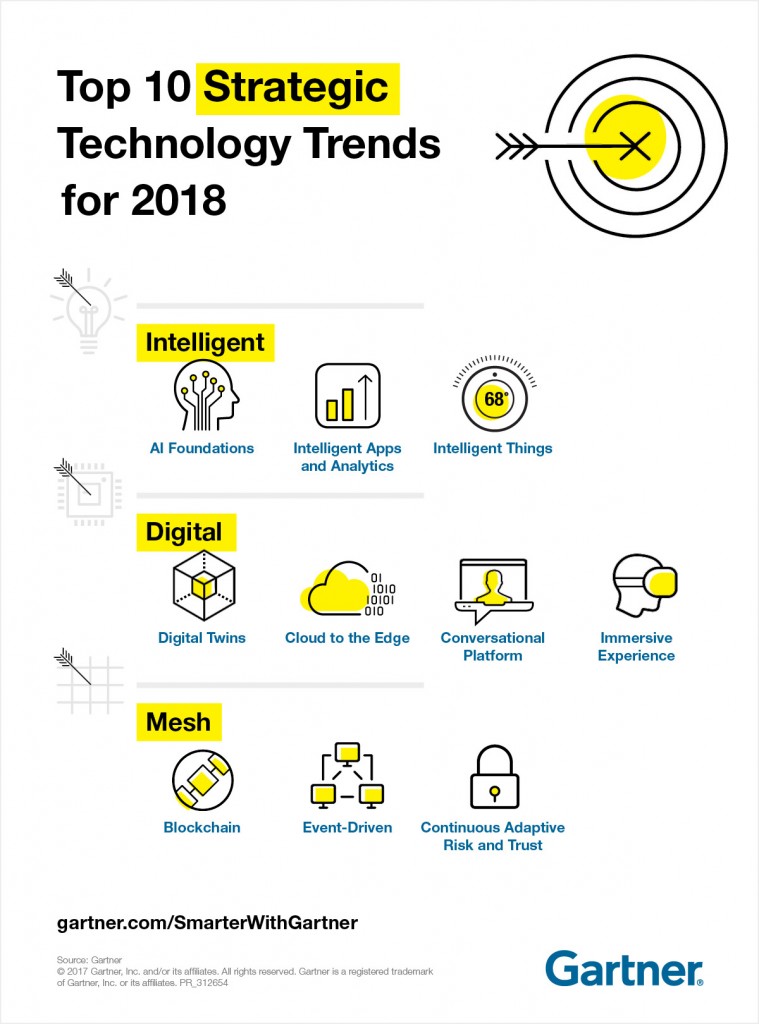 Top 10 Strategic
Technology Trends
for 2018
Intelligent
68°
AI Foundations
Intelligent Apps
and Analytics
Intelligent Things
Digital
01
1010
10101
010
Digital Twins
Cloud to the Edge
Conversational
Platform
Immersive
Experience
Mesh
Blockchain
Event-Driven
Continuous Adaptive
Risk and Trust
gartner.com/SmarterWithGartner
Source: Gartner
© 2017 Gartner, Inc. and/or its affiliates. All rights reserved. Gartner is a registered trademark
of Gartner, Inc. or its affiliates. PR_312654
Gartner®